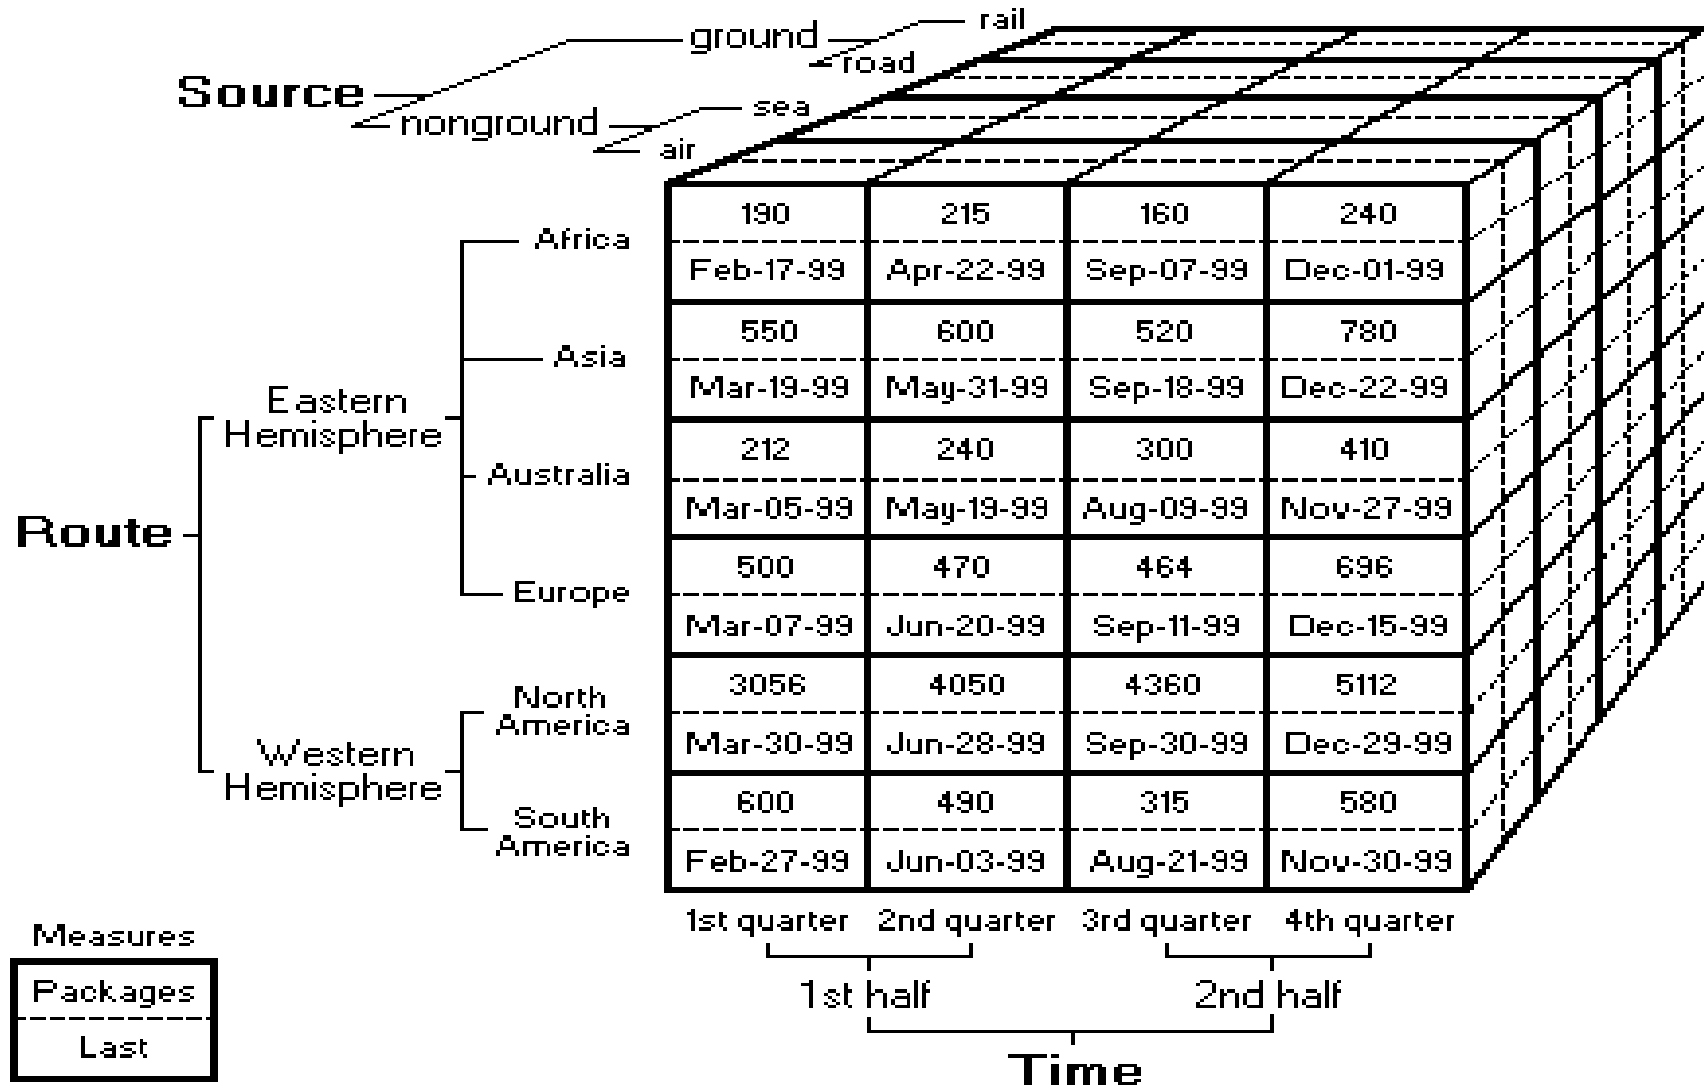 rail
ground
road
Source
sea
nonground
air
190 215 160 240
Africa
Feb-17-99 Apr-22-99 Sep-07-99 Dec-01-99
550 600 520 780
Asia
Mar-19-99 May-31-99 Sep-18-99 Dec-22-99
Eastern
Hemisphere
212 240 300 410
Australia
Mar-05-99 May-19-99 Aug-09-99 Nov-27-99
Route
500 470 464 696
Europe
Mar-07-99 Jun-20-99 Sep-11-99 Dec-15-99
3056 4050 4360 5112
North
America
Mar-30-99 Jun-28-99 Sep-30-99 Dec-29-99
Western
Hemisphere
600 490 315 580
South
America
Feb-27-99 Jun-03-99 Aug-21-99 Nov-30-99
1st quarter 2nd quarter 3rd quarter 4th quarter
1st half 2nd half
Time
Measures
Packages
Last